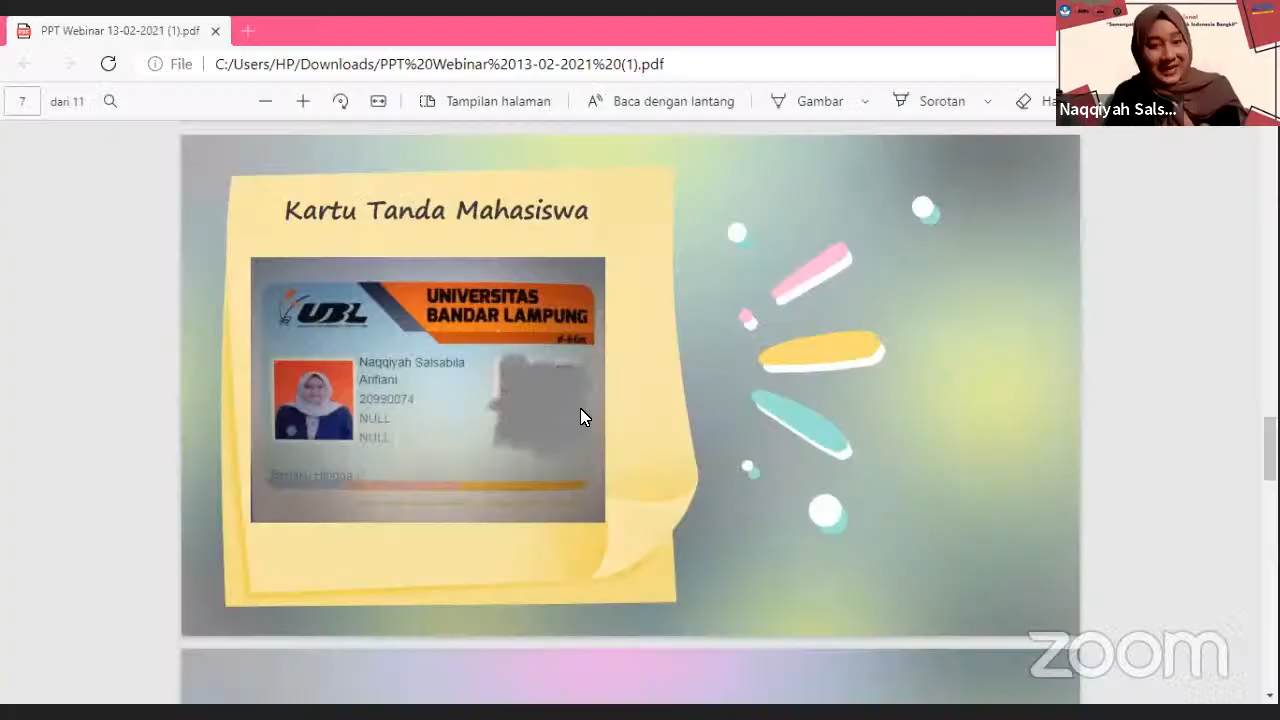 PPT Webinar 13-02-2021 (1).pdf
File
C:/Users/HP/Downloads/PPT%20Webinar%2013-02-2021%20(1).pdf
7 dari 11
Tampilan halaman
Baca dengan lantang
Gambar
Sorotan
Naqqiyah Sals...
Kartu Tanda Mahasiswa
UBL
UNIVERSITAS
BANDAR LAMPUNG
Naqqiyah Salsabila
Arifiani
20990074
NULL
NULL
Berlaku Hingga :
zoom